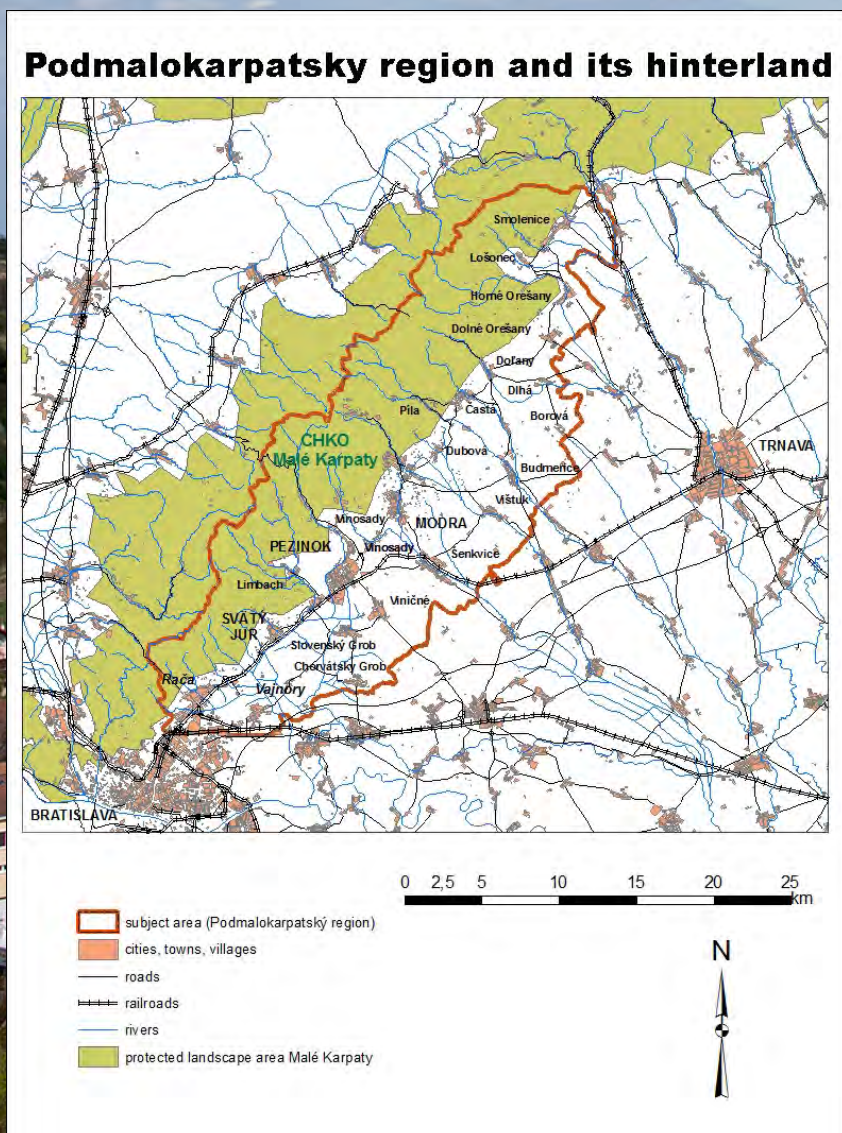 Podmalokarpatsky region and its hinterland
Smolenice
Lošonec
Horné Orešany
Dolné Orešany
Doľany
Dlhá
Píla
Častá
Borová
TRNAVA
CHKO
Malé Karpaty
Dubová
Budmerice
Vištuk
Vinosady
MODRA
PEZINOK
Vinosady
Šenkvice
Limbach
Viničné
SVÄTÝ
JUR
Slovenský Grob
Chorvátsky Grob
Rača
Vajnory
BRATISLAVA
0 2,5 5 10 15 20 25
km
subject area (Podmalokarpatský region)
cities, towns, villages
roads
railroads
rivers
protected landscape area Malé Karpaty
N